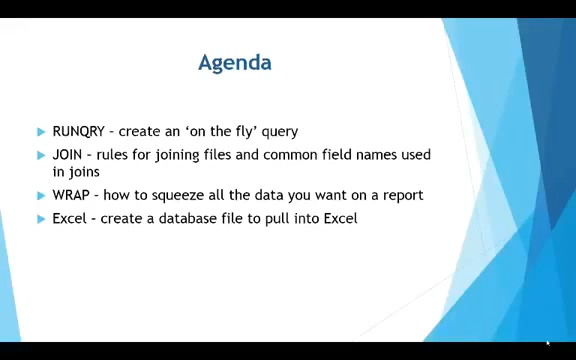 Agenda
RUNQRY – create an ‘on the fly’ query
JOIN – rules for joining files and common field names used
in joins
WRAP – how to squeeze all the data you want on a report
Excel – create a database file to pull into Excel